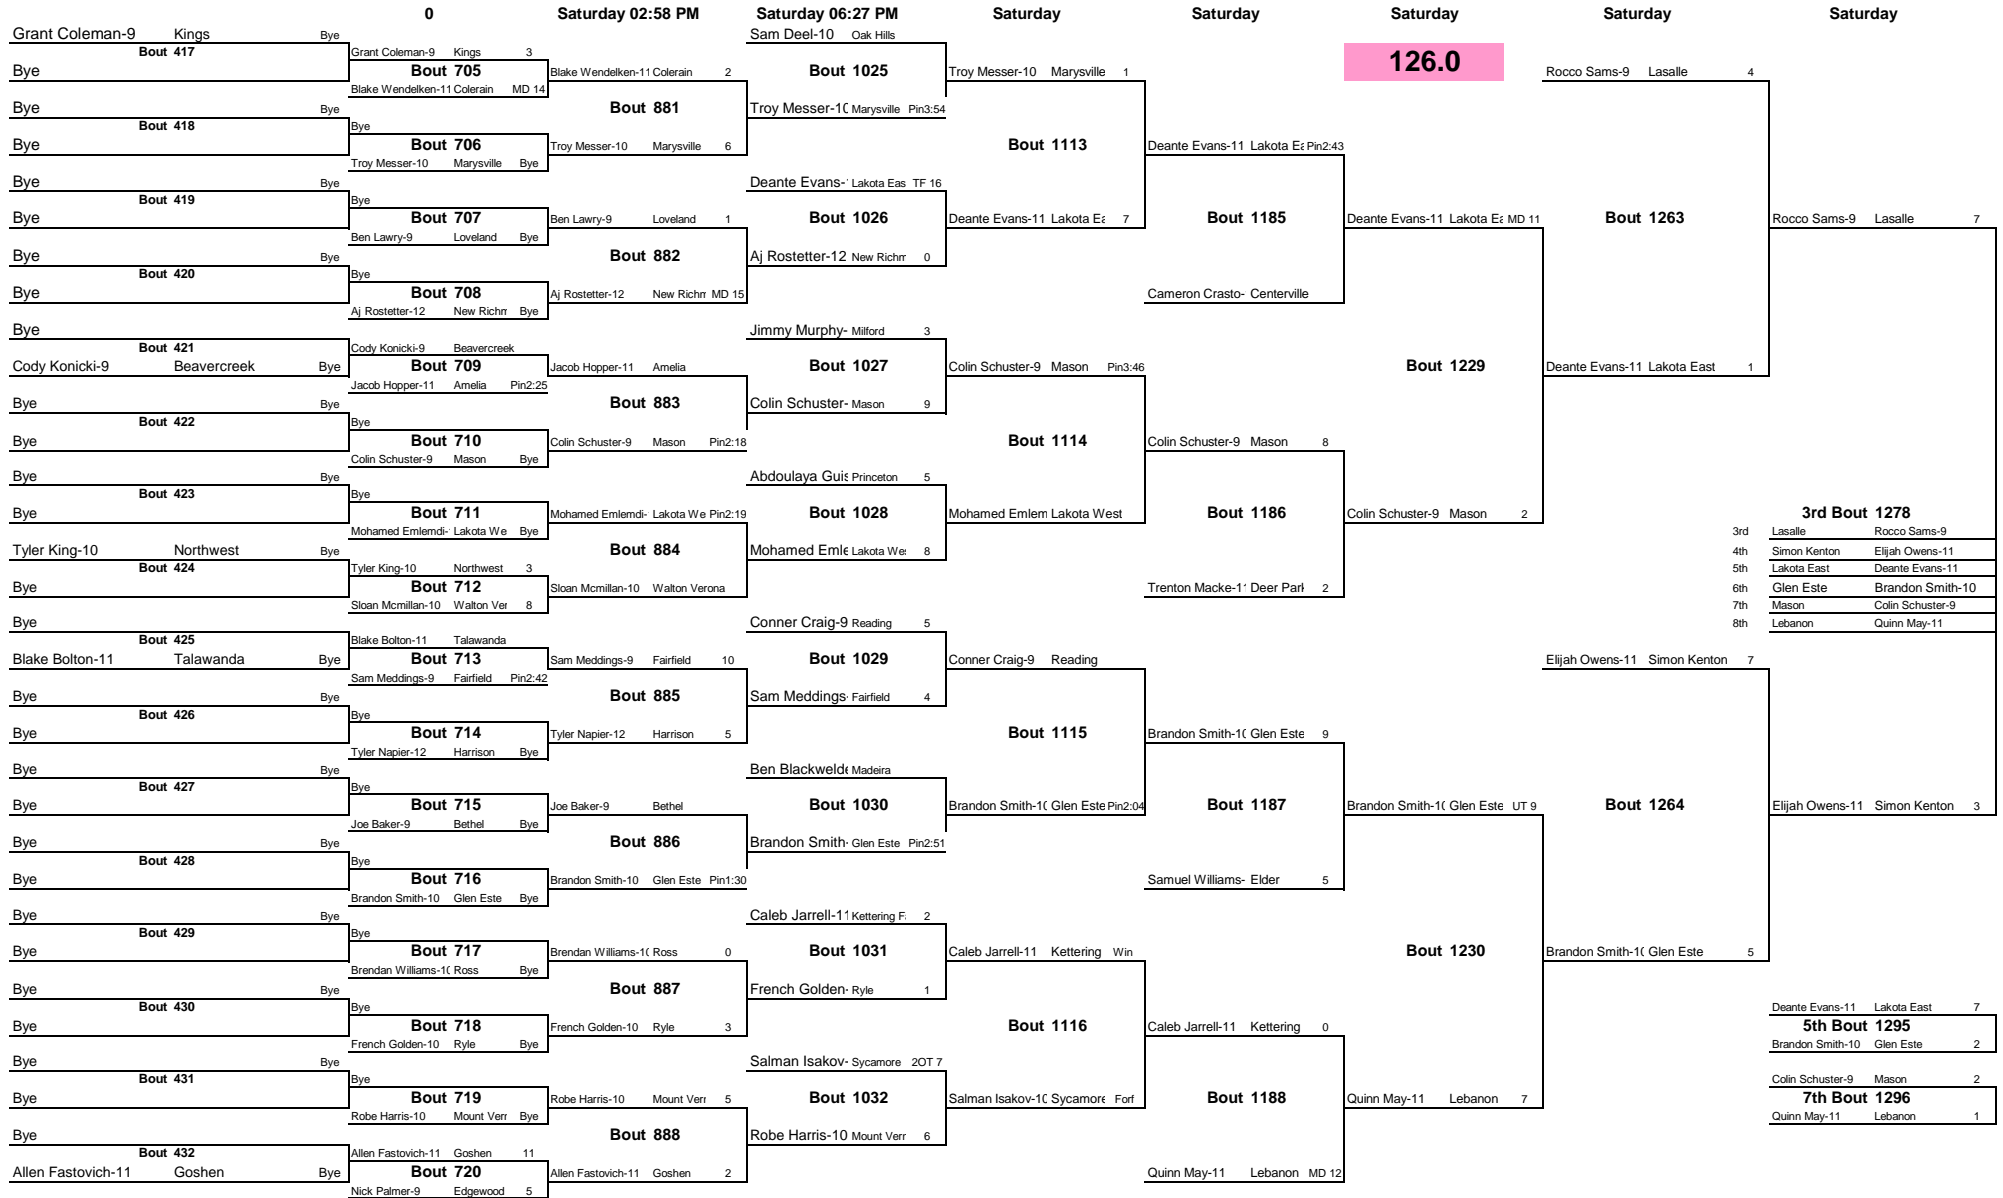 0 Saturday 02:58 PM Saturday 06:27 PM Saturday Saturday Saturday Saturday Saturday
126.0
Grant Coleman-9 Kings Bye
Bout 417
Bye
Bye Bye
Bout 418
Bye
Bye Bye
Bout 419
Bye
Bye Bye
Bout 420
Bye
Bye
Bout 421
Cody Konicki-9 Beavercreek Bye
Bye Bye
Bout 422
Bye
Bye Bye
Bout 423
Bye
Tyler King-10 Northwest Bye
Bout 424
Bye
Bye
Bout 425
Blake Bolton-11 Talawanda Bye
Bye Bye
Bout 426
Bye
Bye Bye
Bout 427
Bye
Bye Bye
Bout 428
Bye
Bye Bye
Bout 429
Bye
Bye Bye
Bout 430
Bye
Bye Bye
Bout 431
Bye
Bye
Bout 432
Allen Fastovich-11 Goshen Bye
Grant Coleman-9 Kings 3
Bout 705
Blake Wendelken-11 Colerain MD 14
Bye
Bout 706
Troy Messer-10 Marysville Bye
Bye
Bout 707
Ben Lawry-9 Loveland Bye
Bye
Bout 708
Aj Rostetter-12 New Richm Bye
Cody Konicki-9 Beavercreek
Bout 709
Jacob Hopper-11 Amelia Pin2:25
Bye
Bout 710
Colin Schuster-9 Mason Bye
Bye
Bout 711
Mohamed Emlemdi- Lakota We Bye
Tyler King-10 Northwest 3
Bout 712
Sloan Mcmillan-10 Walton Ver 8
Blake Bolton-11 Talawanda
Bout 713
Sam Meddings-9 Fairfield Pin2:42
Bye
Bout 714
Tyler Napier-12 Harrison Bye
Bye
Bout 715
Joe Baker-9 Bethel Bye
Bye
Bout 716
Brandon Smith-10 Glen Este Bye
Bye
Bout 717
Brendan Williams-1( Ross Bye
Bye
Bout 718
French Golden-10 Ryle Bye
Bye
Bout 719
Robe Harris-10 Mount Verr Bye
Allen Fastovich-11 Goshen 11
Bout 720
Nick Palmer-9 Edgewood 5
Blake Wendelken-11 Colerain 2
Bout 881
Troy Messer-10 Marysville 6
Ben Lawry-9 Loveland 1
Bout 882
Aj Rostetter-12 New Richm MD 15
Jacob Hopper-11 Amelia
Bout 883
Colin Schuster-9 Mason Pin2:18
Mohamed Emlemdi- Lakota We Pin2:19
Bout 884
Sloan Mcmillan-10 Walton Verona
Sam Meddings-9 Fairfield 10
Bout 885
Tyler Napier-12 Harrison 5
Joe Baker-9 Bethel
Bout 886
Brandon Smith-10 Glen Este Pin1:30
Brendan Williams-1( Ross 0
Bout 887
French Golden-10 Ryle 3
Robe Harris-10 Mount Verr 5
Bout 888
Allen Fastovich-11 Goshen 2
Sam Deel-10 Oak Hills
Bout 1025
Troy Messer-1( Marysville Pin3:54
Deante Evans- Lakota Eas TF 16
Bout 1026
Aj Rostetter-12 New Richm 0
Jimmy Murphy- Milford 3
Bout 1027
Colin Schuster- Mason 9
Abdoulaya Guis Princeton 5
Bout 1028
Mohamed Emle Lakota Wes 8
Conner Craig-9 Reading 5
Bout 1029
Sam Meddings- Fairfield 4
Ben Blackwelde Madeira
Bout 1030
Brandon Smith- Glen Este Pin2:51
Caleb Jarrell-11 Kettering Fa 2
Bout 1031
French Golden- Ryle 1
Salman Isakov- Sycamore 2OT 7
Bout 1032
Robe Harris-10 Mount Verr 6
Troy Messer-10 Marysville 1
Bout 1113
Deante Evans-11 Lakota Ea 7
Colin Schuster-9 Mason Pin3:46
Bout 1114
Mohamed Emlem Lakota West
Conner Craig-9 Reading
Bout 1115
Brandon Smith-1( Glen Este Pin2:04
Caleb Jarrell-11 Kettering Win
Bout 1116
Salman Isakov-10 Sycamore Forf
Deante Evans-11 Lakota Ea Pin2:43
Bout 1185
Cameron Crasto- Centerville
Colin Schuster-9 Mason 8
Bout 1186
Trenton Macke-11 Deer Park 2
Brandon Smith-1( Glen Este 9
Bout 1187
Samuel Williams- Elder 5
Caleb Jarrell-11 Kettering 0
Bout 1188
Quinn May-11 Lebanon MD 12
Deante Evans-11 Lakota Ea MD 11
Bout 1229
Colin Schuster-9 Mason 2
Brandon Smith-1( Glen Este UT 9
Bout 1230
Quinn May-11 Lebanon 7
Rocco Sams-9 Lasalle 4
Bout 1263
Deante Evans-11 Lakota East 1
Elijah Owens-11 Simon Kenton 7
Bout 1264
Brandon Smith-1( Glen Este 5
Rocco Sams-9 Lasalle 7
3rd Bout 1278
3rd Lasalle Rocco Sams-9
4th Simon Kenton Elijah Owens-11
5th Lakota East Deante Evans-11
6th Glen Este Brandon Smith-10
7th Mason Colin Schuster-9
8th Lebanon Quinn May-11
Elijah Owens-11 Simon Kenton 3
Deante Evans-11 Lakota East 7
5th Bout 1295
Brandon Smith-10 Glen Este 2
Colin Schuster-9 Mason 2
7th Bout 1296
Quinn May-11 Lebanon 1